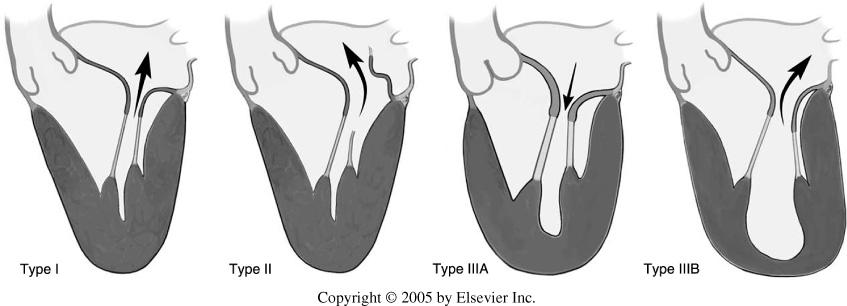 Type I
Type II
Type IIIA
Type IIIB
Copyright © 2005 by Elsevier Inc.